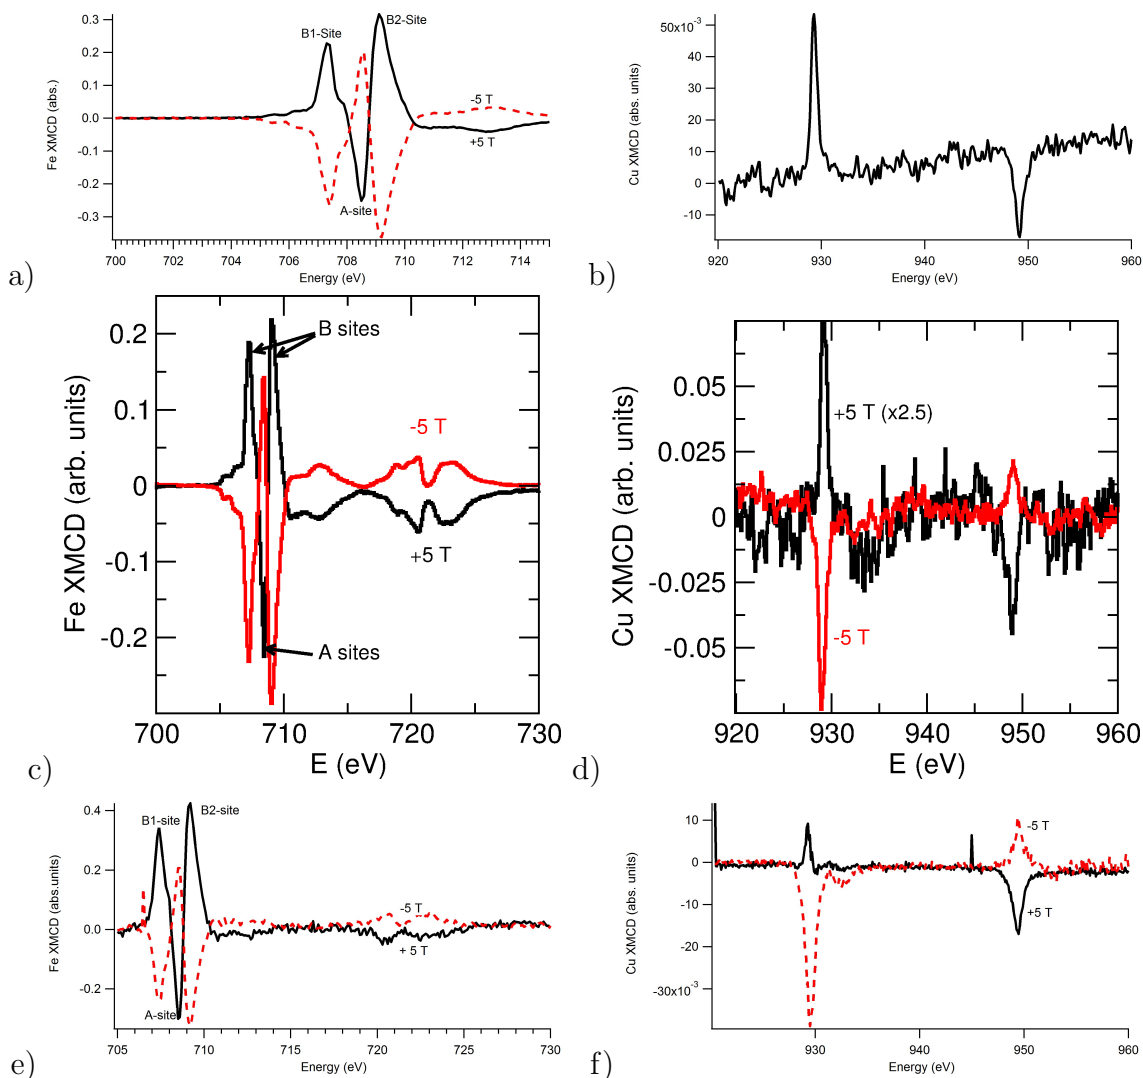 0.3
0.2
0.1
0.0
-0.1
-0.2
-0.3
Fe XMCD (abs.)
B1-Site
B2-Site
A-site
-5 T
+5 T
700
702
704
706
708
710
712
714
Energy (eV)
a)
50x10⁻³
40
30
20
10
0
-10
Cu XMCD (abs. units)
920
930
940
950
960
Energy (eV)
b)
0.2
0.1
0
-0.1
-0.2
Fe XMCD (arb. units)
B sites
-5 T
+5 T
A sites
700
710
720
730
E (eV)
c)
0.05
0.025
0
-0.025
-0.05
Cu XMCD (arb. units)
+5 T (x2.5)
-5 T
920
930
940
950
960
E (eV)
d)
0.4
0.2
0.0
-0.2
Fe XMCD (abs.units)
B1-site
B2-site
A-site
-5 T
+ 5 T
705
710
720
730
Energy (eV)
e)
10
0
-10
-20
-30x10⁻³
Cu XMCD (abs.units)
-5 T
+5 T
930
940
950
960
Energy (eV)
f)